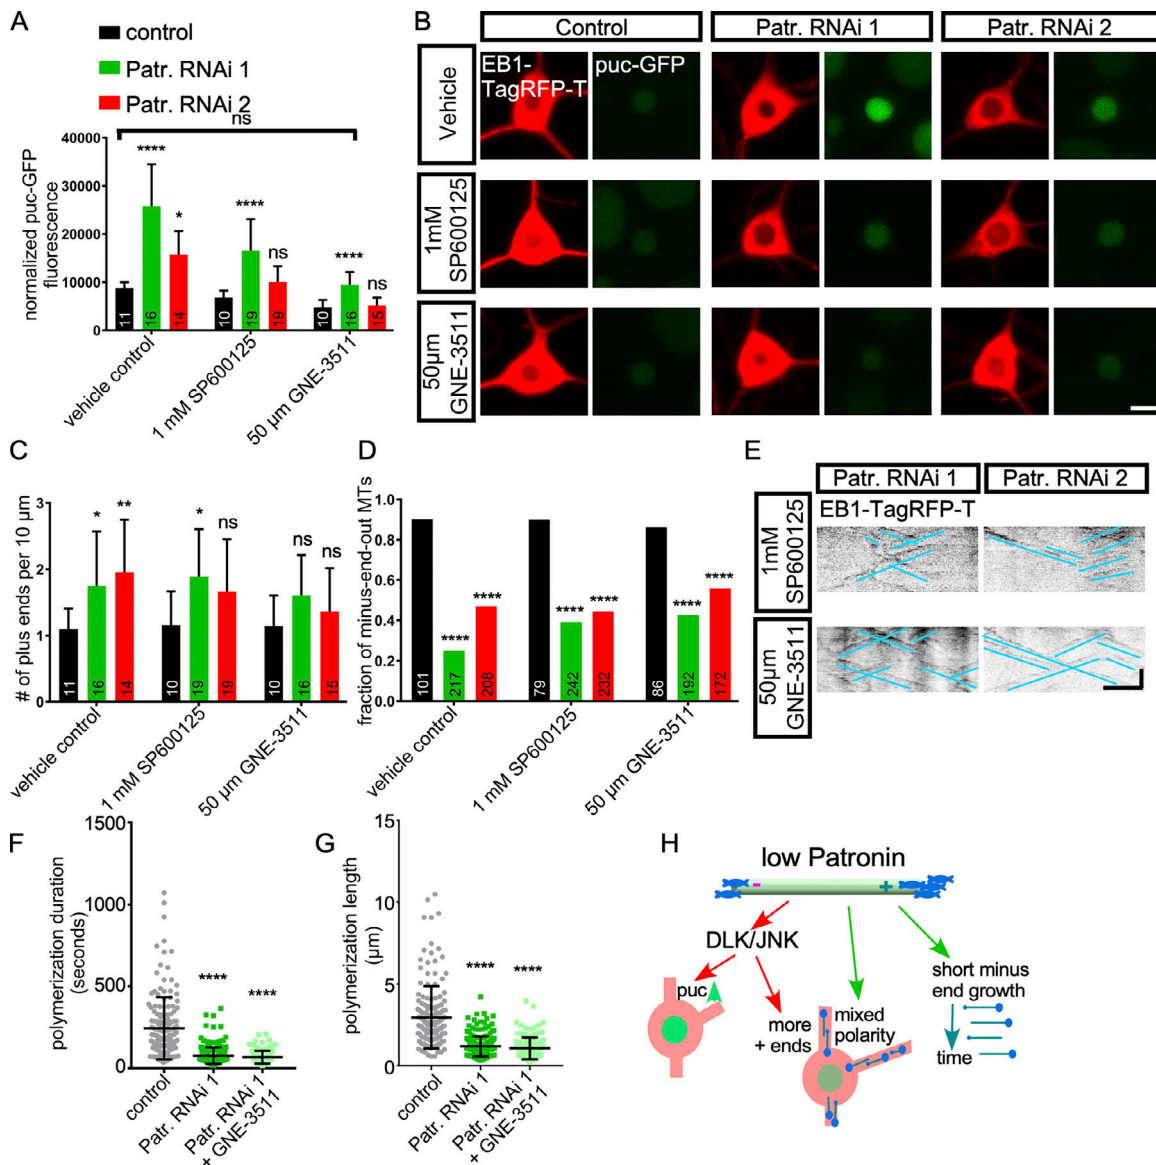 A
control
Patr. RNAi 1
Patr. RNAi 2
ns
normalized puc-GFP
fluorescence
40000
30000
20000
10000
0
****
*
****
ns
****
ns
11
16
14
10
19
19
10
16
15
vehicle control
1 mM SP600125
50 µm GNE-3511
B
Control
Patr. RNAi 1
Patr. RNAi 2
Vehicle
1mM
SP600125
50µm
GNE-3511
EB1-
TagRFP-T
puc-GFP
C
# of plus ends per 10 µm
3
2
1
0
*
**
*
ns
ns
ns
11
16
14
10
19
19
10
16
15
vehicle control
1 mM SP600125
50 µm GNE-3511
D
fraction of minus-end-out MTs
1.0
0.8
0.4
0.2
0.0
****
****
****
****
****
****
101
217
208
79
242
232
86
192
172
vehicle control
1 mM SP600125
50 µm GNE-3511
E
Patr. RNAi 1
Patr. RNAi 2
EB1-TagRFP-T
1mM
SP600125
50µm
GNE-3511
F
polymerization duration
(seconds)
1500
1000
500
0
****
****
control
Patr. RNAi 1
Patr. RNAi 1
+ GNE-3511
G
polymerization length
(µm)
15
10
5
0
****
****
control
Patr. RNAi 1
Patr. RNAi 1
+ GNE-3511
H
low Patronin
-
+
DLK/JNK
puc
more
+ ends
mixed
polarity
short minus
end growth
time